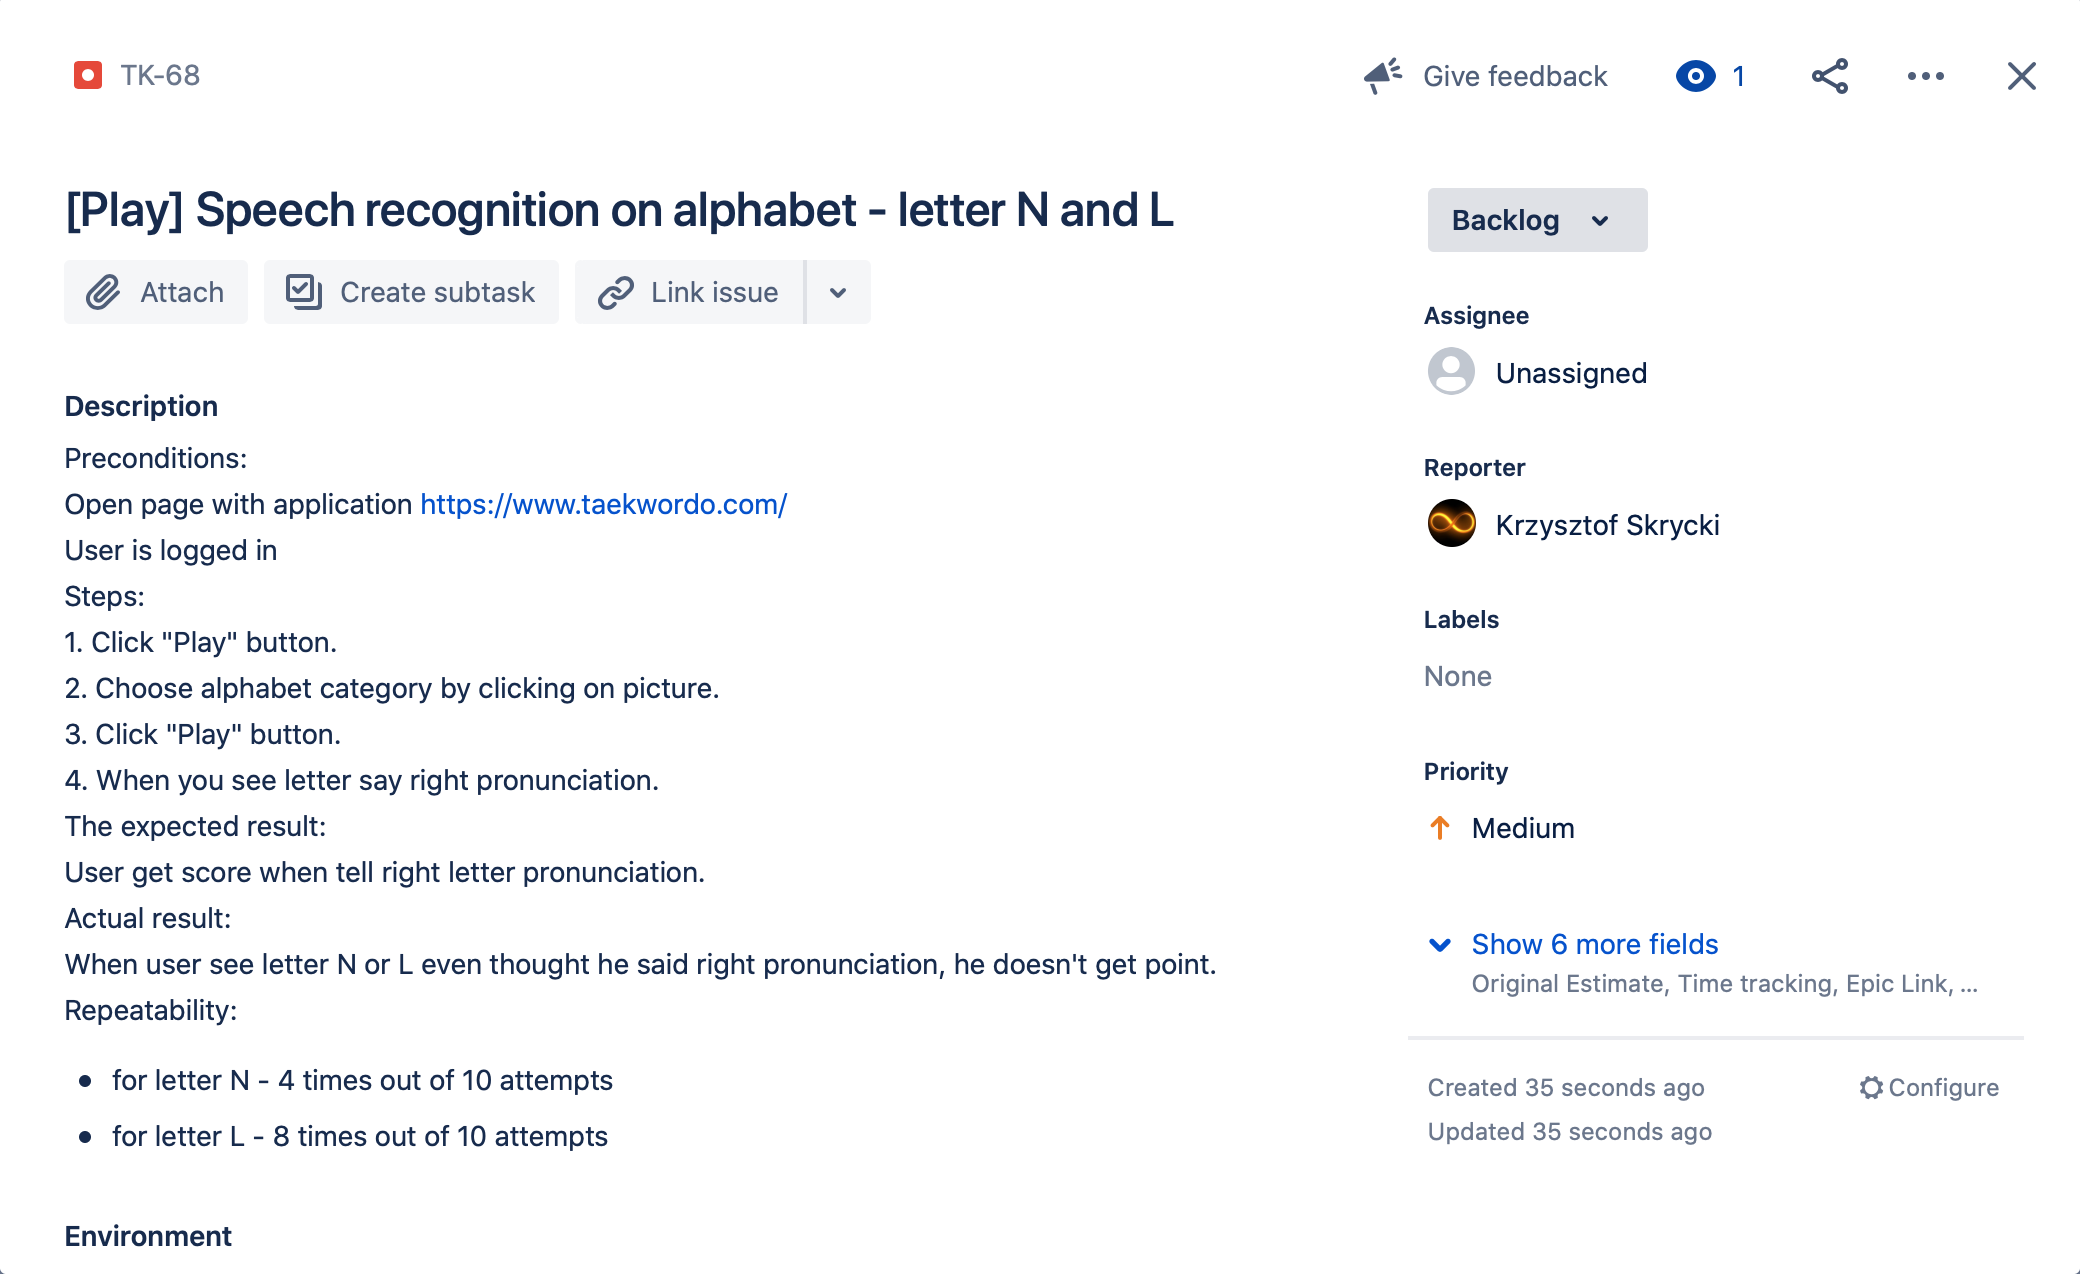 TK-68
Give feedback
1
[Play] Speech recognition on alphabet - letter N and L
Attach
Create subtask
Link issue
Description
Preconditions:
Open page with application https://www.taekwordo.com/
User is logged in
Steps:
1. Click "Play" button.
2. Choose alphabet category by clicking on picture.
3. Click "Play" button.
4. When you see letter say right pronunciation.
The expected result:
User get score when tell right letter pronunciation.
Actual result:
When user see letter N or L even thought he said right pronunciation, he doesn't get point.
Repeatability:
• for letter N - 4 times out of 10 attempts
• for letter L - 8 times out of 10 attempts
Environment
Backlog
Assignee
Unassigned
Reporter
Krzysztof Skrycki
Labels
None
Priority
Medium
Show 6 more fields
Original Estimate, Time tracking, Epic Link, ...
Created 35 seconds ago
Configure
Updated 35 seconds ago